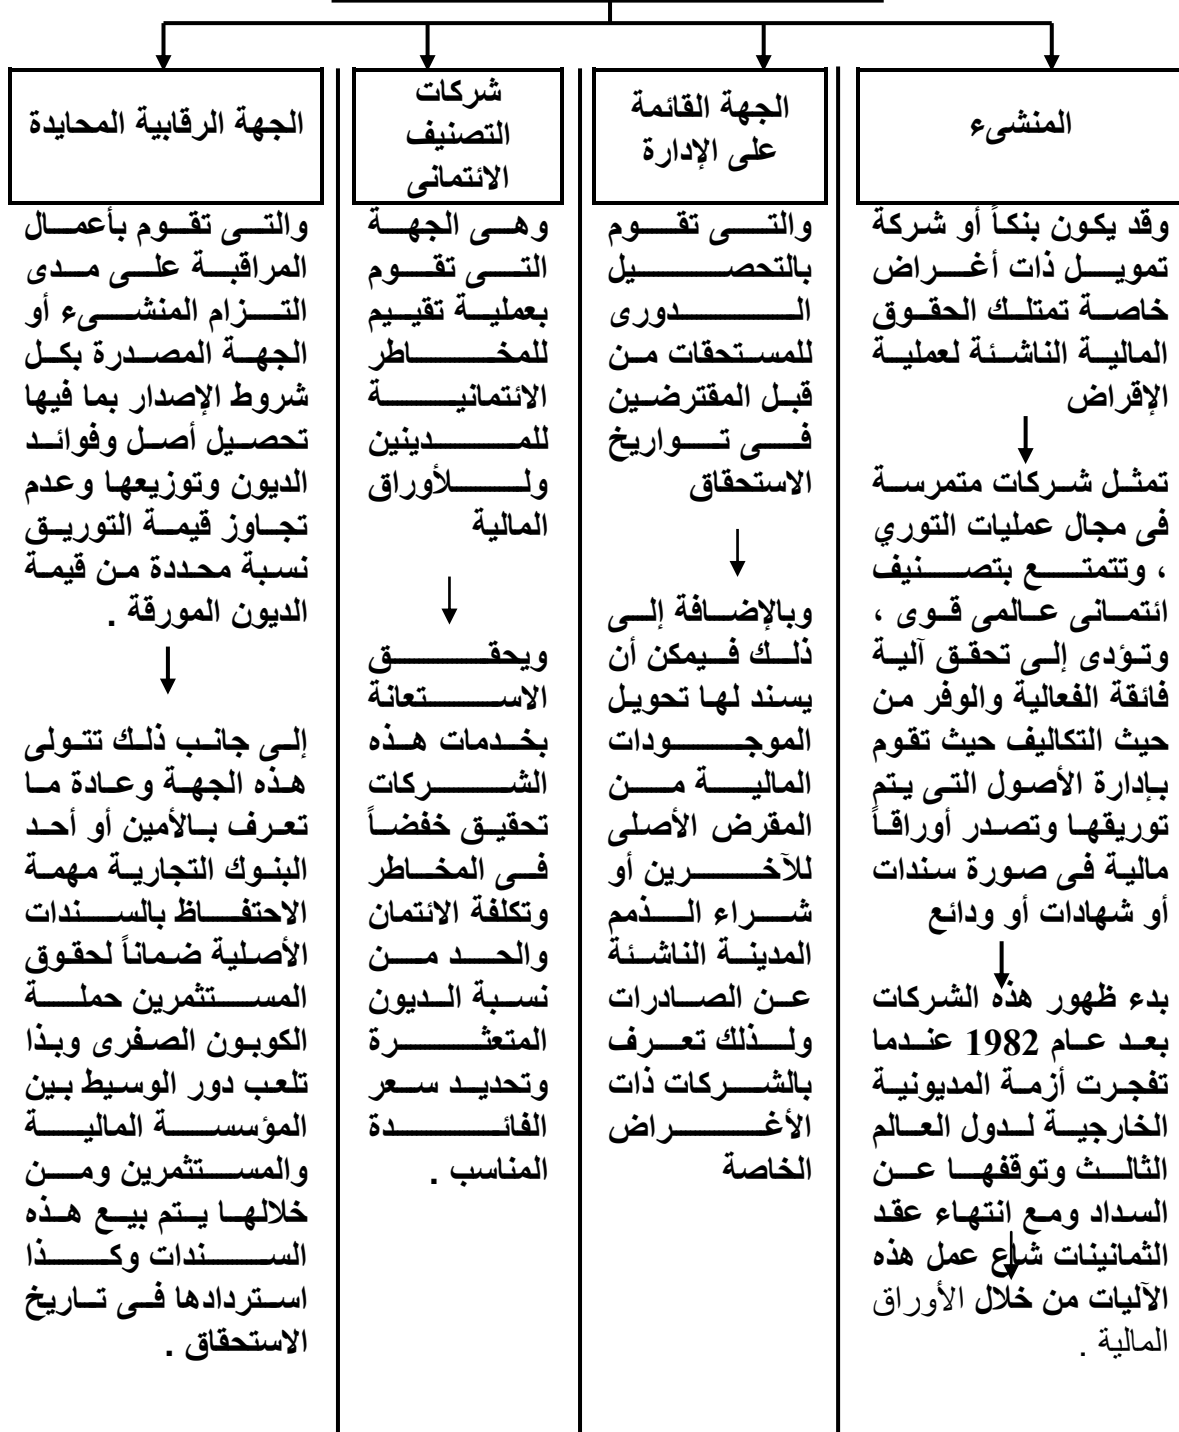 المنشىء
وقد يكون بنكاً أو شركة
تمويل ذات أغراض
خاصة تمتلك الحقوق
المالية الناشئة لعملية
الإقراض
تمثل شركات متمرسة
فى مجال عمليات التوري
، وتتمتع بتصنيف
ائتمانى عالمى قوى ،
وتؤدى إلى تحقق آلية
فائقة الفعالية والوفر من
حيث التكاليف حيث تقوم
بإدارة الأصول التى يتم
توريقها وتصدر أوراقاً
مالية فى صورة سندات
أو شهادات أو ودائع
بدء ظهور هذه الشركات
بعد عام 1982 عندما
تفجرت أزمة المديونية
الخارجية لدول العالم
الثالث وتوقفها عن
السداد ومع انتهاء عقد
الثمانينات شاع عمل هذه
الآليات من خلال الأوراق
المالية .
الجهة القائمة
على الإدارة
والتى تقوم
بالتحصيل
الدورى
للمستحقات من
قبل المقترضين
فى تواريخ
الاستحقاق
وبالإضافة إلى
ذلك فيمكن أن
يسند لها تحويل
الموجودات
المالية من
المقرض الأصلى
للآخرين أو
شراء الذمم
المدينة الناشئة
عن الصادرات
ولذلك تعرف
بالشركات ذات
الأغراض
الخاصة
شركات
التصنيف
الائتمانى
وهى الجهة
التى تقوم
بعملية تقييم
للمخاطر
الائتمانية
للمدينين
وللأوراق
المالية
ويحقق
الاستعانة
بخدمات هذه
الشركات
تحقيق خفضاً
فى المخاطر
وتكلفة الائتمان
والحد من
نسبة الديون
المتعثرة
وتحديد سعر
الفائدة
المناسب .
الجهة الرقابية المحايدة
والتى تقوم بأعمال
المراقبة على مدى
التزام المنشىء أو
الجهة المصدرة بكل
شروط الإصدار بما فيها
تحصيل أصل وفوائد
الديون وتوزيعها وعدم
تجاوز قيمة التوريق
نسبة محددة من قيمة
الديون المورقة .
إلى جانب ذلك تتولى
هذه الجهة وعادة ما
تعرف بالأمين أو أحد
البنوك التجارية مهمة
الاحتفاظ بالسندات
الأصلية ضماناً لحقوق
المستثمرين حملة
الكوبون الصفرى وبذا
تلعب دور الوسيط بين
المؤسسة المالية
والمستثمرين ومن
خلالها يتم بيع هذه
السندات وكذا
استردادها فى تاريخ
الاستحقاق .